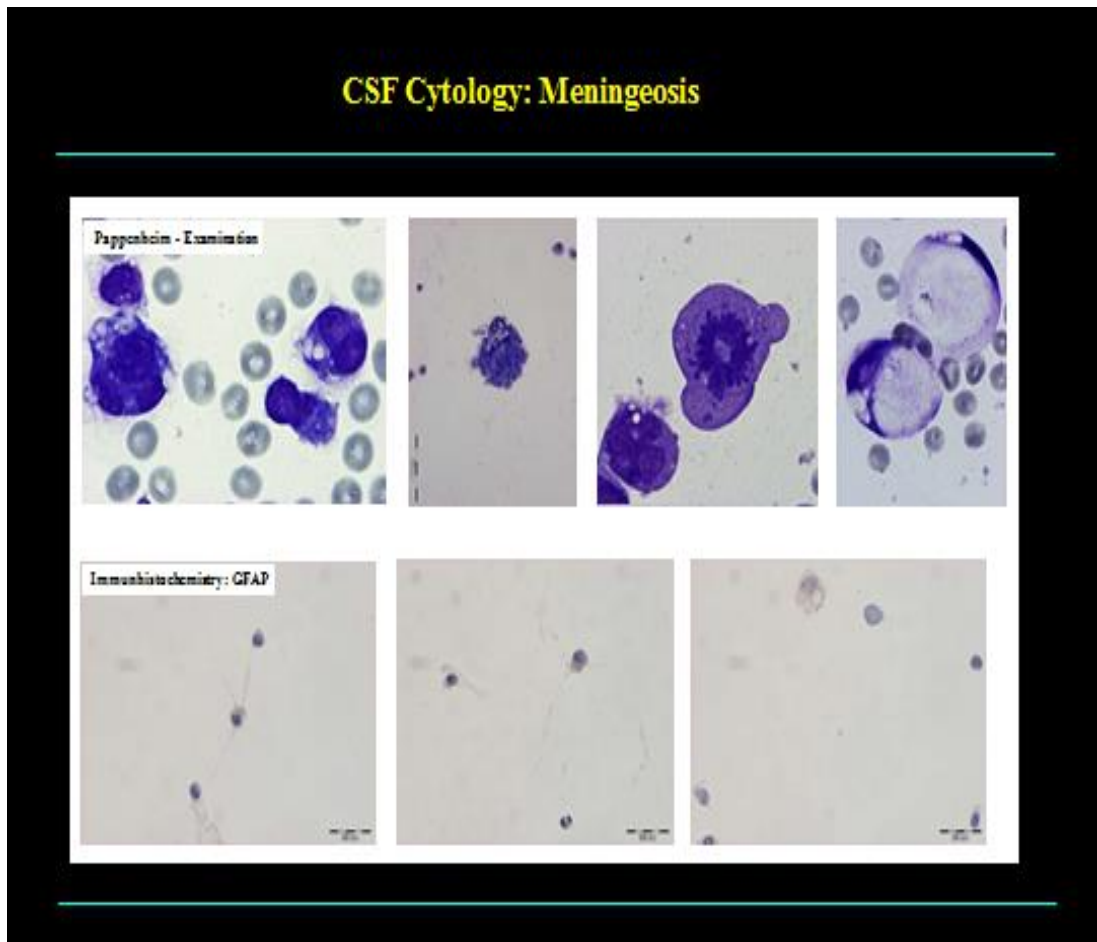 CSF Cytology: Meningeosis
Pappenheim - Examination
Immunhistochemistry: GFAP